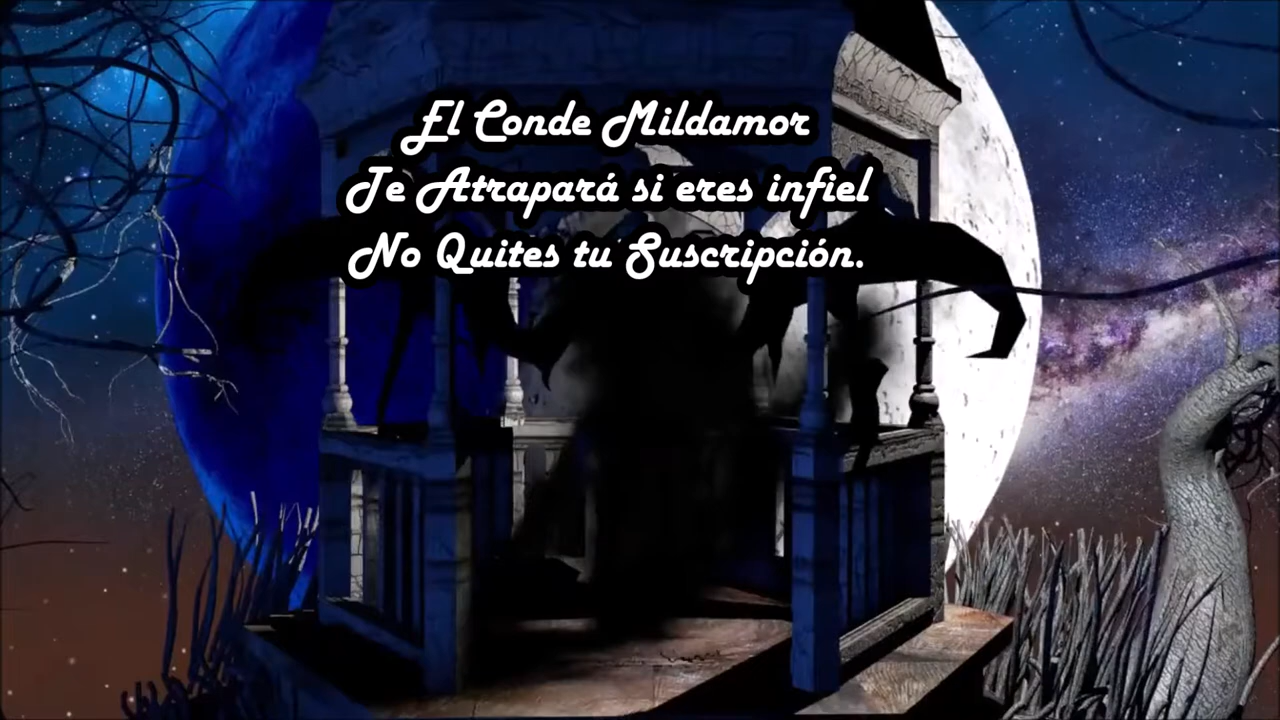 El Conde Mildamor
Te Atrapará si eres infiel
No Quites tu Suscripción.